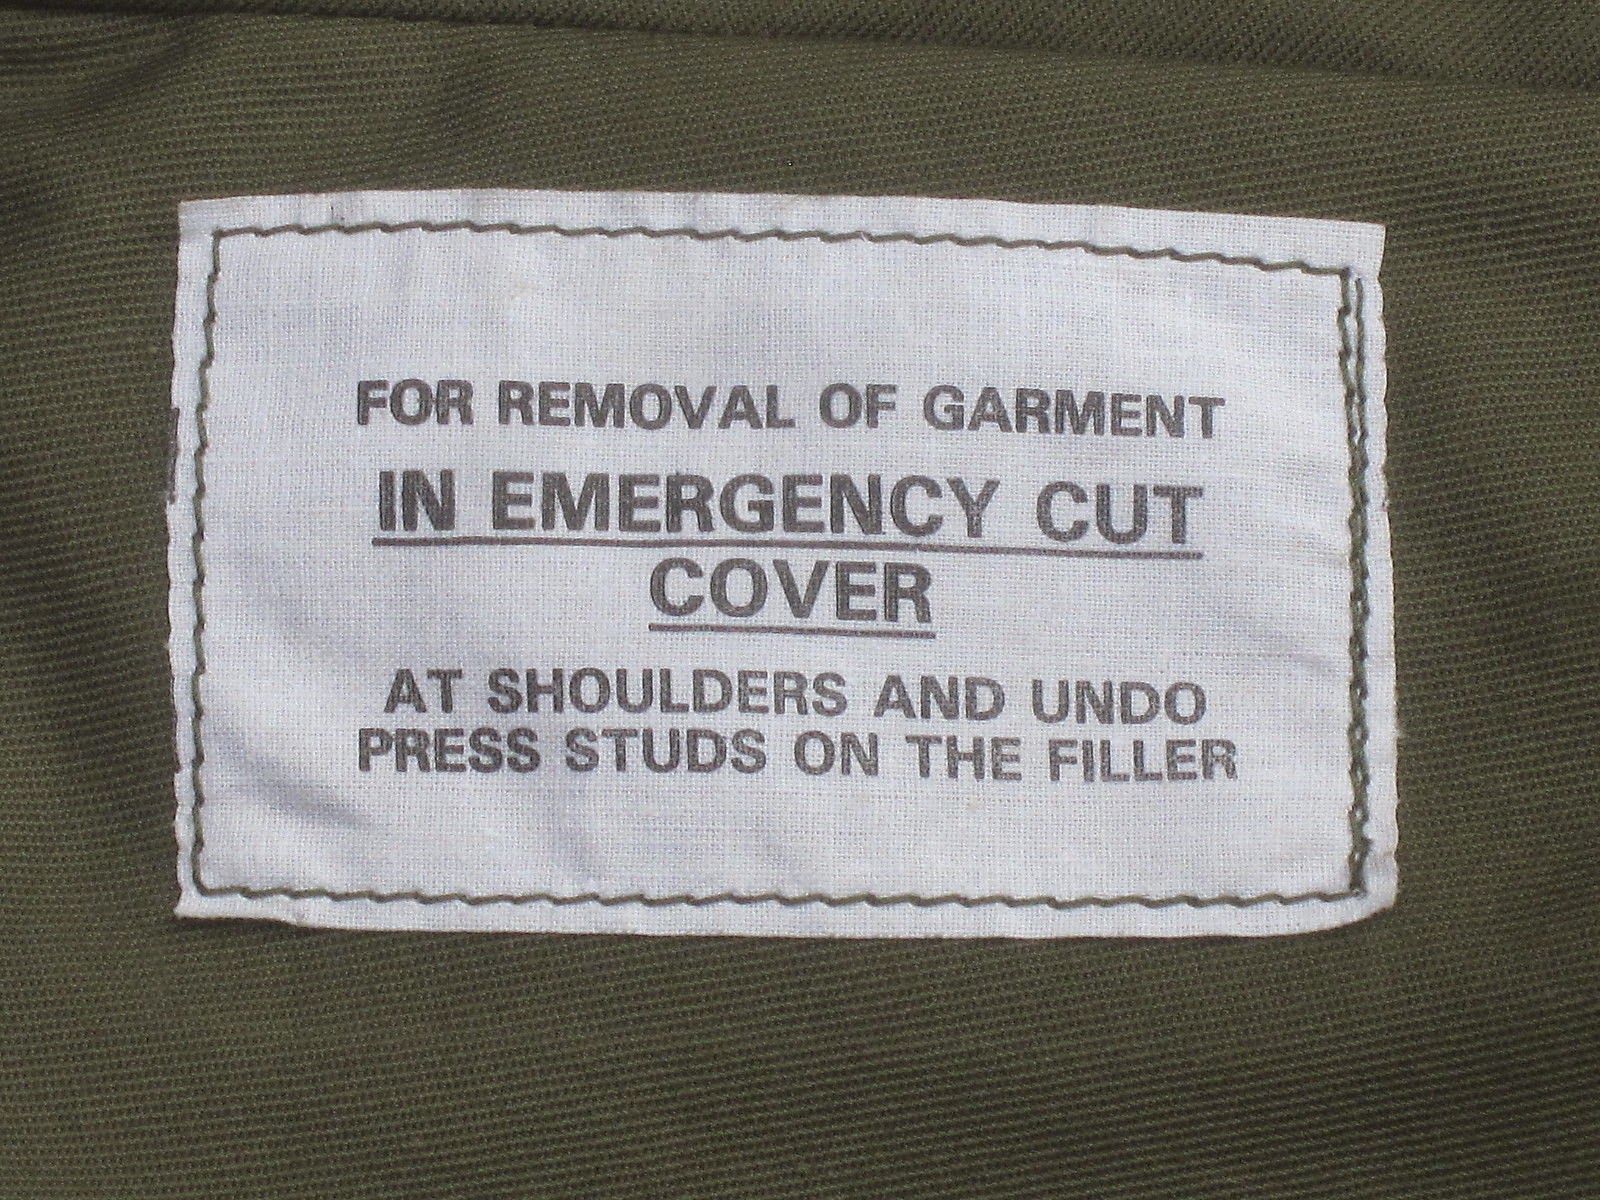 FOR REMOVAL OF GARMENT
IN EMERGENCY CUT
COVER
AT SHOULDERS AND UNDO
PRESS STUDS ON THE FILLER